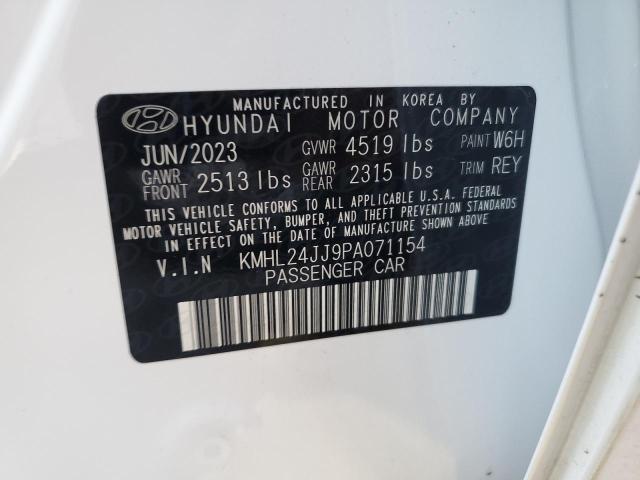 MANUFACTURED IN KOREA BY
HYUNDAI MOTOR COMPANY
JUN/2023 GVWR 4519 lbs PAINT W6H
GAWR FRONT 2513 lbs GAWR REAR 2315 lbs TRIM REY
THIS VEHICLE CONFORMS TO ALL APPLICABLE U.S.A. FEDERAL
MOTOR VEHICLE SAFETY, BUMPER, AND THEFT PREVENTION STANDARDS
IN EFFECT ON THE DATE OF MANUFACTURE SHOWN ABOVE.
V.I.N KMHL24JJ9PA071154
PASSENGER CAR